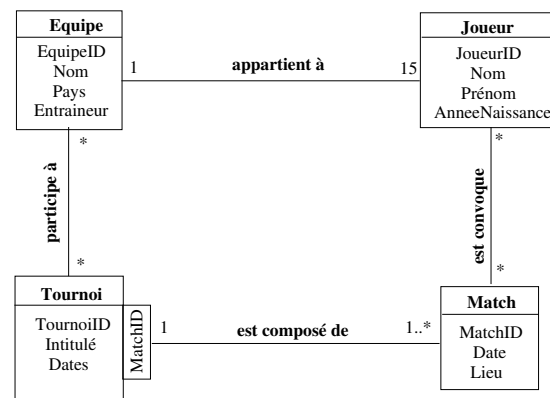 Equipe
EquipeID
Nom
Pays
Entraineur
1
appartient à
15
Joueur
JoueurID
Nom
Prénom
AnneeNaissance
*
participe à
*
*
est convoque
*
Tournoi
TournoiID
Intitulé
Dates
MatchID
1
est composé de
1..*
Match
MatchID
Date
Lieu